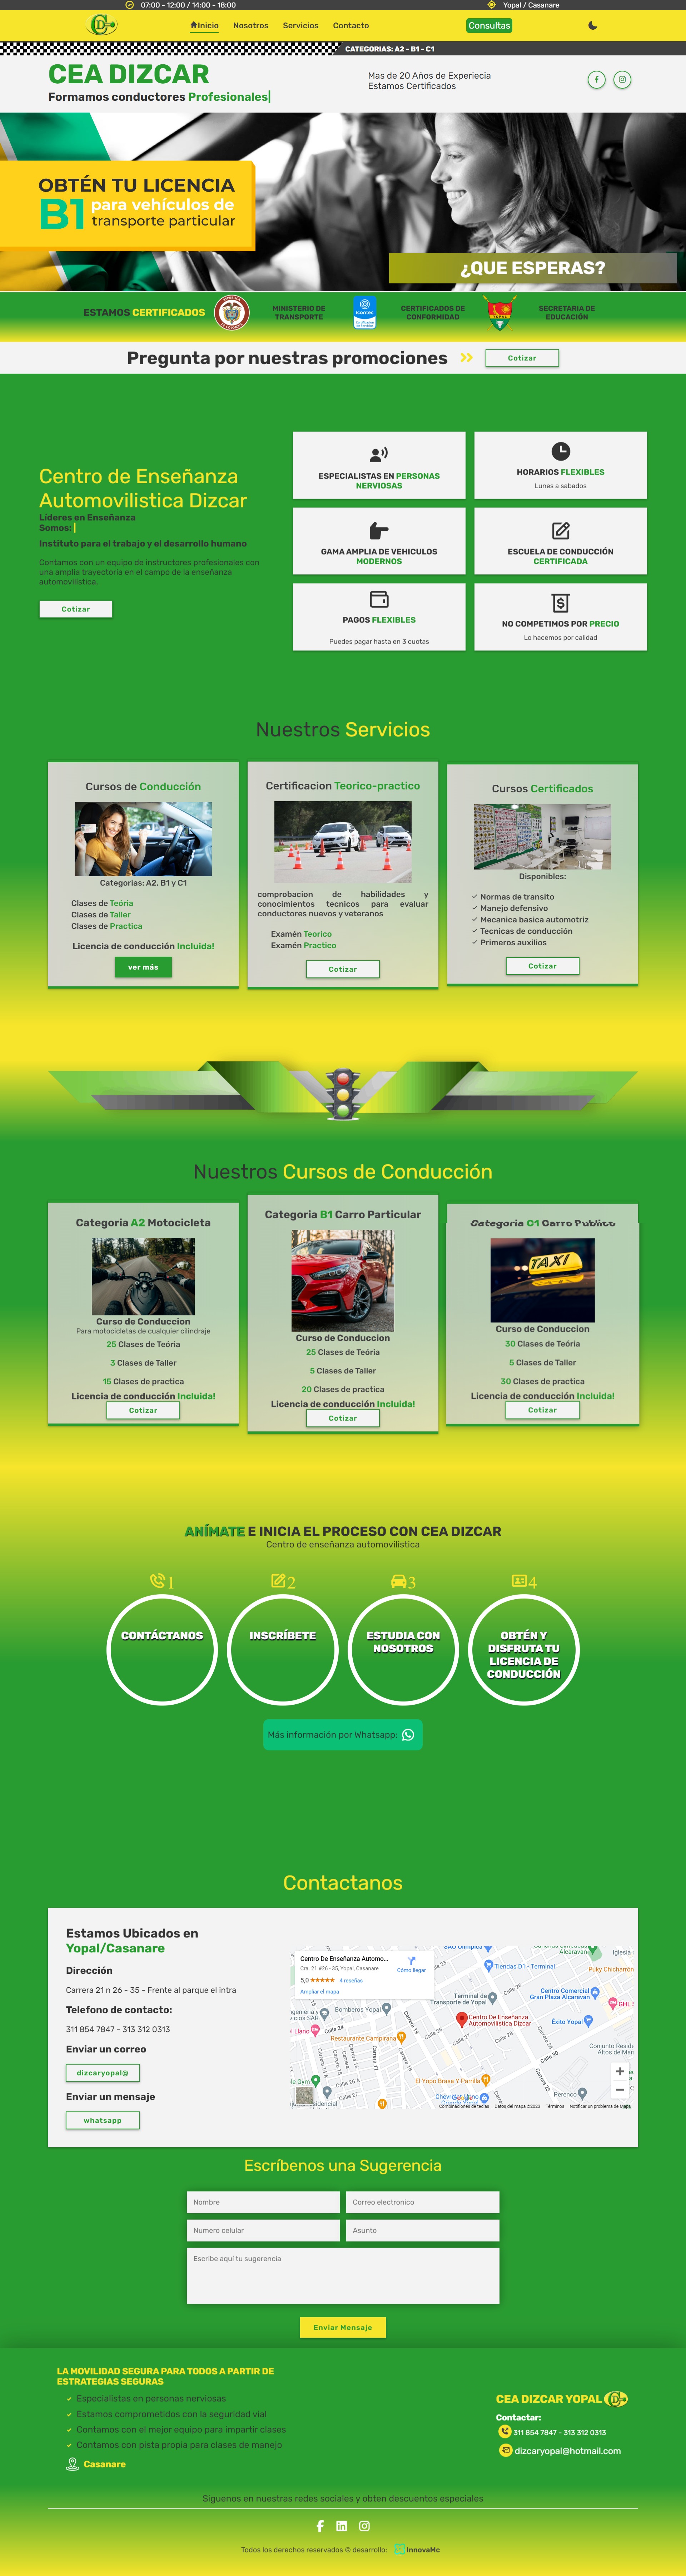 07:00 - 12:00 / 14:00 - 18:00
Yopal / Casanare
Inicio
Nosotros
Servicios
Contacto
Consultas
CATEGORIAS: A2 - B1 - C1
CEA DIZCAR
Formamos conductores Profesionales|
Mas de 20 Años de Experiecia
Estamos Certificados
OBTÉN TU LICENCIA
B1 para vehículos de
transporte particular
¿QUE ESPERAS?
ESTAMOS CERTIFICADOS
MINISTERIO DE
TRANSPORTE
icontec
CERTIFICADOS DE
CONFORMIDAD
SECRETARIA DE
EDUCACIÓN
Pregunta por nuestras promociones
Cotizar
Centro de Enseñanza
Automovilistica Dizcar
Líderes en Enseñanza
Somos: |
Instituto para el trabajo y el desarrollo humano
Contamos con un equipo de instructores profesionales con
una amplia trayectoria en el campo de la enseñanza
automovilística.
Cotizar
ESPECIALISTAS EN PERSONAS
NERVIOSAS
HORARIOS FLEXIBLES
Lunes a sabados
GAMA AMPLIA DE VEHICULOS
MODERNOS
ESCUELA DE CONDUCCIÓN
CERTIFICADA
PAGOS FLEXIBLES
Puedes pagar hasta en 3 cuotas
NO COMPETIMOS POR PRECIO
Lo hacemos por calidad
Nuestros Servicios
Cursos de Conducción
Categorias: A2, B1 y C1
Clases de Teória
Clases de Taller
Clases de Practica
Licencia de conducción Incluida!
ver más
Certificacion Teorico-practico
comprobacion de habilidades y
conocimientos tecnicos para evaluar
conductores nuevos y veteranos
Examén Teorico
Examén Practico
Cotizar
Cursos Certificados
Disponibles:
Normas de transito
Manejo defensivo
Mecanica basica automotriz
Tecnicas de conducción
Primeros auxilios
Cotizar
Nuestros Cursos de Conducción
Categoria A2 Motocicleta
Curso de Conduccion
Para motocicletas de cualquier cilindraje
25 Clases de Teória
3 Clases de Taller
15 Clases de practica
Licencia de conducción Incluida!
Cotizar
Categoria B1 Carro Particular
Curso de Conduccion
25 Clases de Teória
5 Clases de Taller
20 Clases de practica
Licencia de conducción Incluida!
Cotizar
Categoria C1 Carro Publico
TAXI
Curso de Conduccion
30 Clases de Teória
5 Clases de Taller
30 Clases de practica
Licencia de conducción Incluida!
Cotizar
ANÍMATE E INICIA EL PROCESO CON CEA DIZCAR
Centro de enseñanza automovilistica
1
CONTÁCTANOS
2
INSCRÍBETE
3
ESTUDIA CON
NOSOTROS
4
OBTÉN Y
DISFRUTA TU
LICENCIA DE
CONDUCCIÓN
Más información por Whatsapp:
Contactanos
Estamos Ubicados en
Yopal/Casanare
Dirección
Carrera 21 n 26 - 35 - Frente al parque el intra
Telefono de contacto:
311 854 7847 - 313 312 0313
Enviar un correo
dizcaryopal@
Enviar un mensaje
whatsapp
Centro De Enseñanza Automo...
Cra. 21 #26 - 35, Yopal, Casanare
5,0 ★★★★★ 4 reseñas
Ampliar el mapa
Cómo llegar
Alcaravan
Iglesia
Tiendas D1 - Terminal
Puky Chicharrón
Terminal de
Transporte de Yopal
Centro Comercial
Gran Plaza Alcaravan
GHL
Bomberos Yopal
Centro De Enseñanza
Automovilistica Dizcar
Éxito Yopal
Restaurante Campirana
Conjunto Reside
El Yopo Brasa Y Parrilla
Perenco
Combinaciones de teclas
Datos del mapa ©2023
Términos
Notificar un problema de Maps
Escríbenos una Sugerencia
Nombre
Correo electronico
Numero celular
Asunto
Escribe aqui tu sugerencia
Enviar Mensaje
LA MOVILIDAD SEGURA PARA TODOS A PARTIR DE
ESTRATEGIAS SEGURAS
Especialistas en personas nerviosas
Estamos comprometidos con la seguridad vial
Contamos con el mejor equipo para impartir clases
Contamos con pista propia para clases de manejo
Casanare
CEA DIZCAR YOPAL
Contactar:
311 854 7847 - 313 312 0313
dizcaryopal@hotmail.com
Siguenos en nuestras redes sociales y obten descuentos especiales
Todos los derechos reservados © desarrollo: InnovaMc